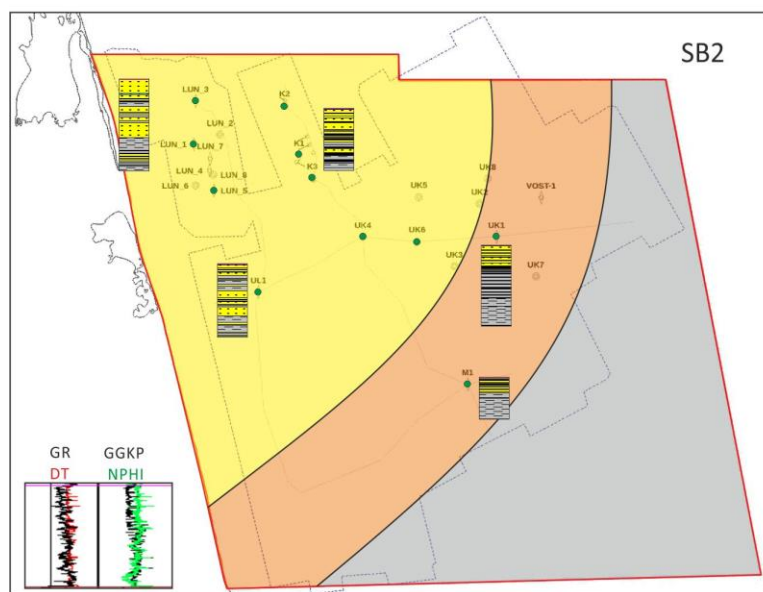 SB2
LUN_3
K2
LUN_2
LUN_1
LUN_7
K1
LUN_4
LUN_8
K3
LUN_6
LUN_5
UK8
UK5
UK2
VOST-1
UK4
UK6
UK1
UK3
UK7
UL1
M1
GR GGKP
DT NPHI